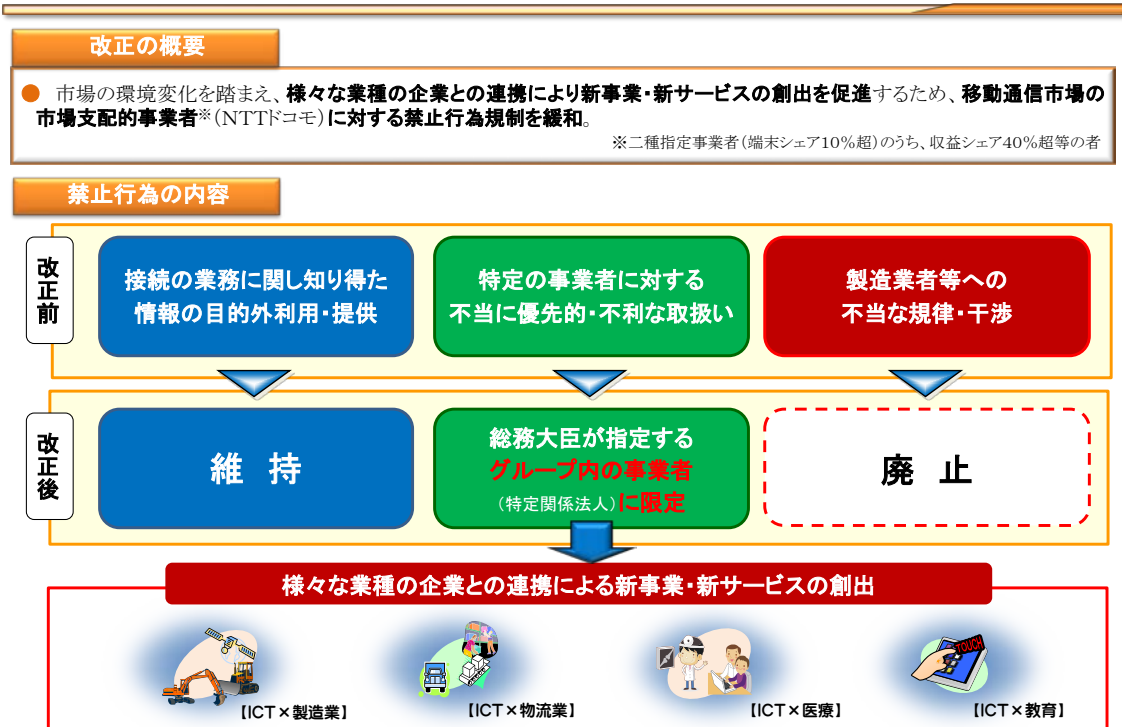 改正の概要
● 市場の環境変化を踏まえ、様々な業種の企業との連携により新事業・新サービスの創出を促進するため、移動通信市場の
市場支配的事業者※(NTTドコモ)に対する禁止行為規制を緩和。
※二種指定事業者(端末シェア10%超)のうち、収益シェア40%超等の者
禁止行為の内容
改正前
接続の業務に関し知り得た
情報の目的外利用・提供
特定の事業者に対する
不当に優先的・不利な取扱い
製造業者等への
不当な規律・干渉
改正後
維 持
総務大臣が指定する
グループ内の事業者
(特定関係法人)に限定
廃 止
様々な業種の企業との連携による新事業・新サービスの創出
TOUCH
【ICT×製造業】
【ICT×物流業】
【ICT×医療】
【ICT×教育】